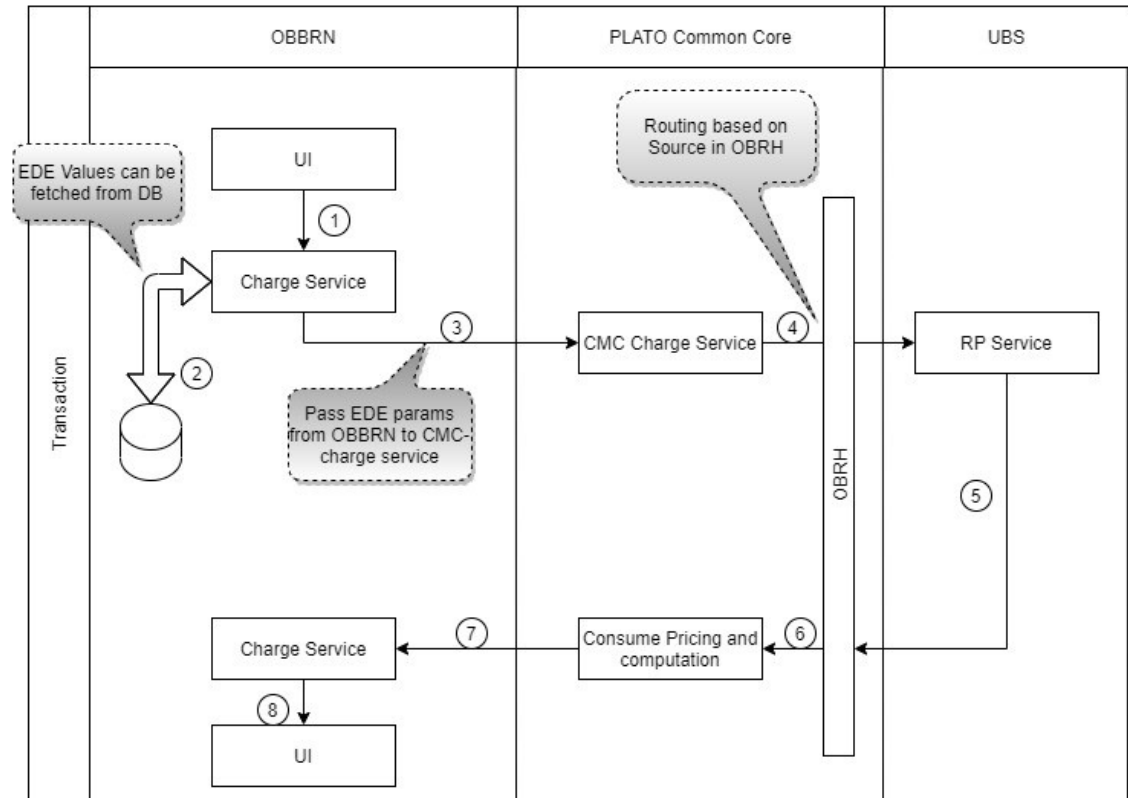 OBBRN
PLATO Common Core
UBS
Transaction
EDE Values can be
fetched from DB
UI
Routing based on
Source in OBRH
1
Charge Service
2
3
Pass EDE params
from OBBRN to CMC-
charge service
CMC Charge Service
4
OBRH
RP Service
5
6
Consume Pricing and
computation
7
Charge Service
8
UI